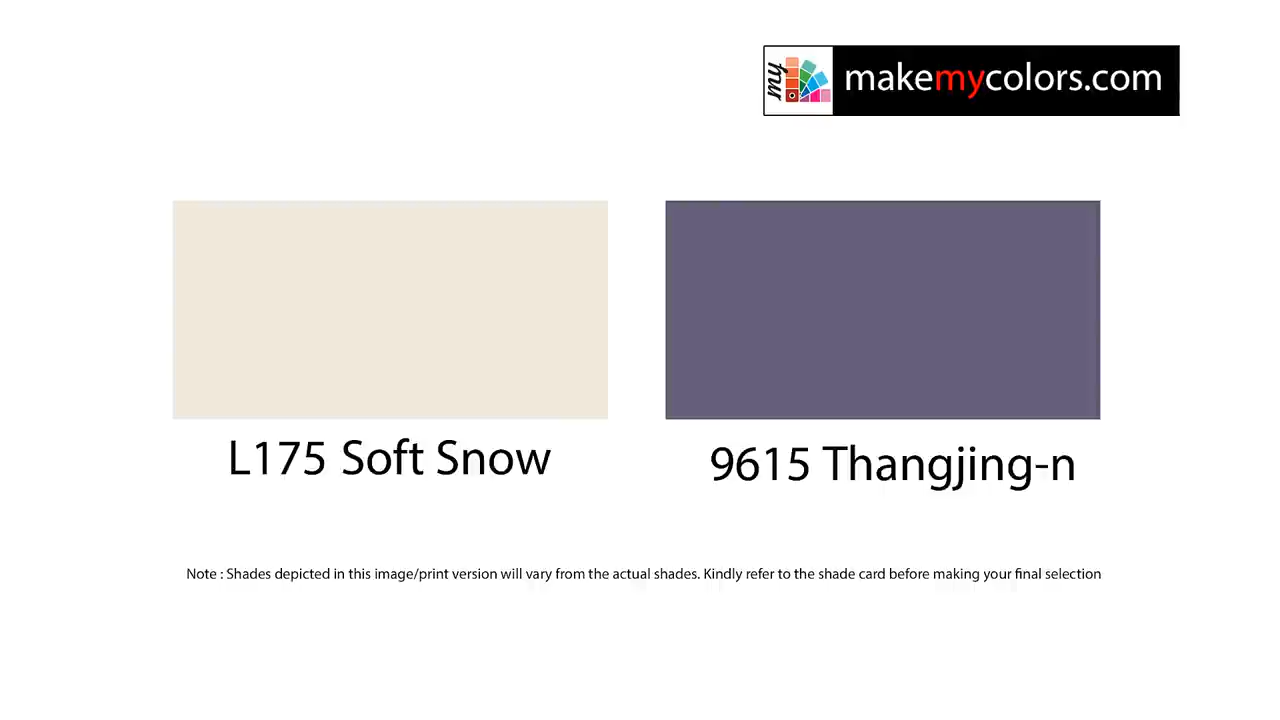 my
makemycolors.com
L175 Soft Snow
9615 Thangjing-n
Note : Shades depicted in this image/print version will vary from the actual shades. Kindly refer to the shade card before making your final selection